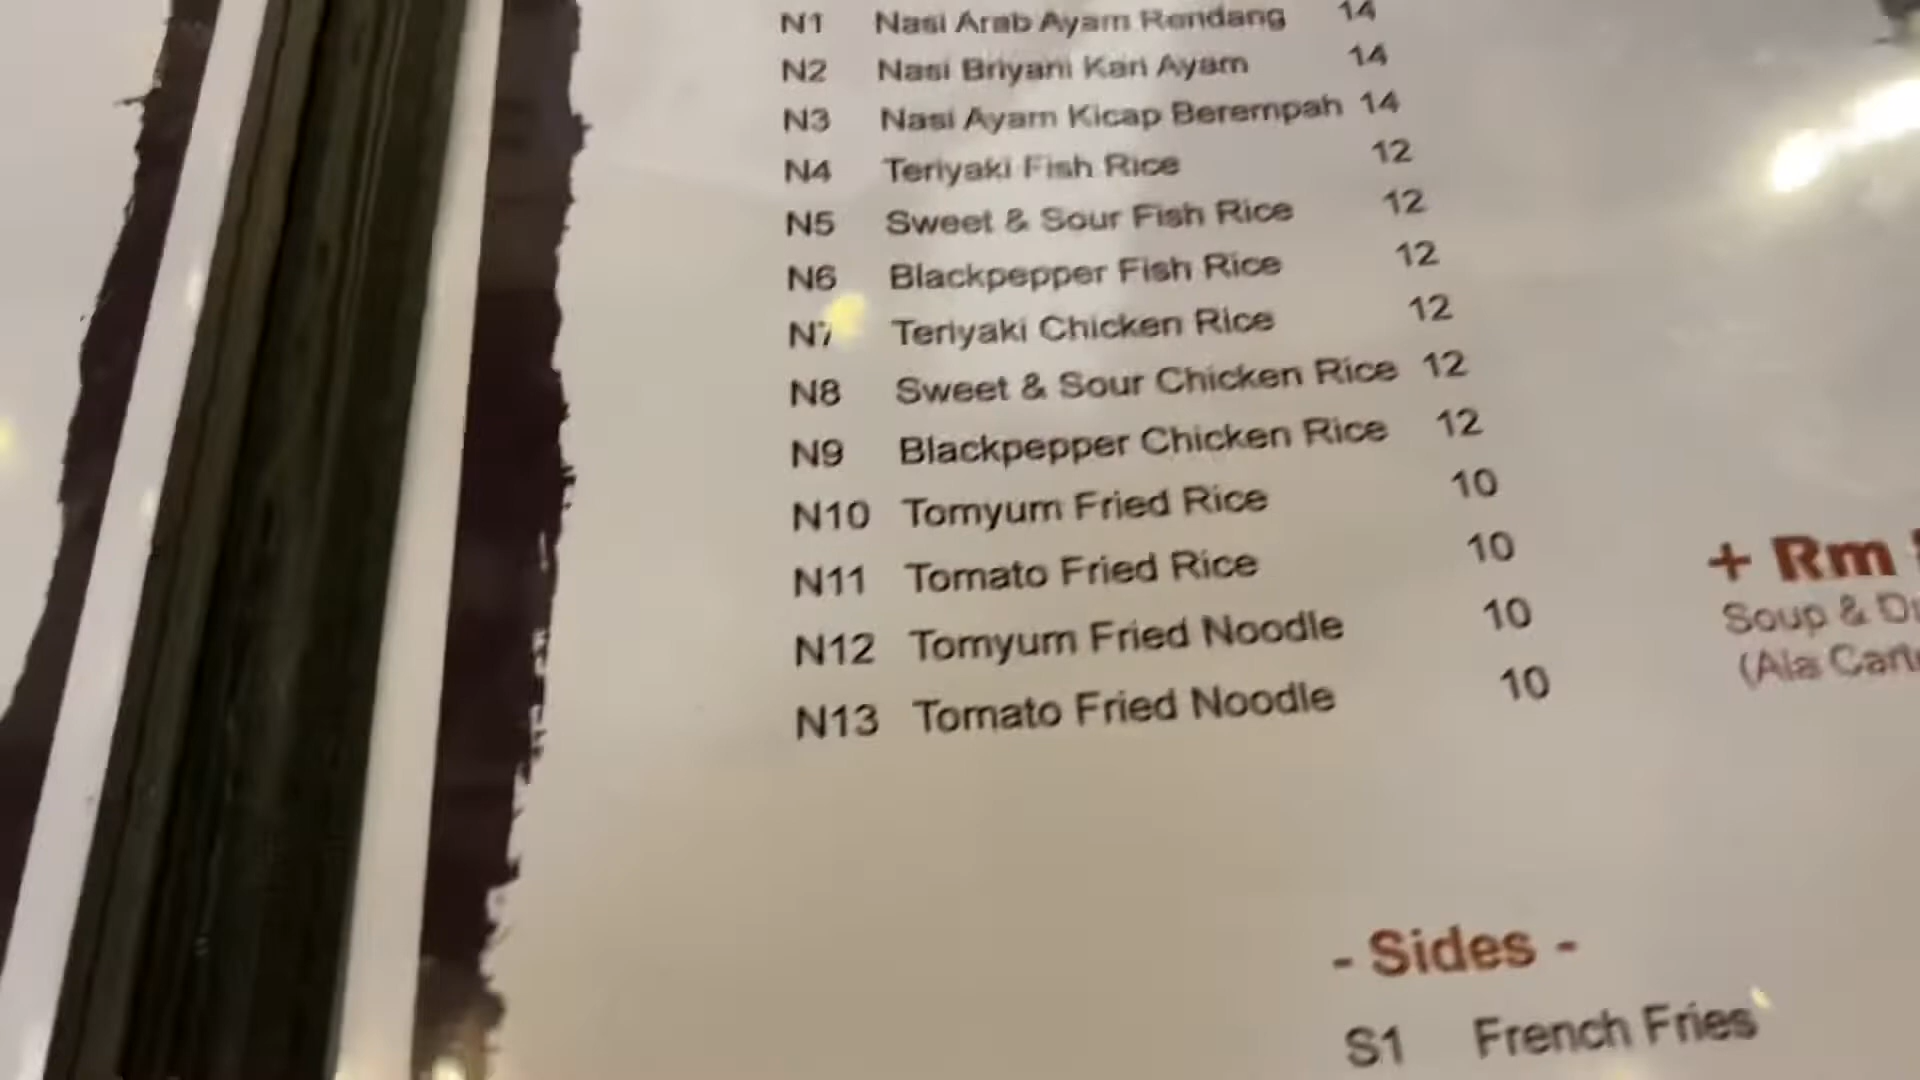 N1 Nasi Arab Ayam Rendang 14
N2 Nasi Briyani Kari Ayam 14
N3 Nasi Ayam Kicap Berempah 14
N4 Teriyaki Fish Rice 12
N5 Sweet & Sour Fish Rice 12
N6 Blackpepper Fish Rice 12
N7 Teriyaki Chicken Rice 12
N8 Sweet & Sour Chicken Rice 12
N9 Blackpepper Chicken Rice 12
N10 Tomyum Fried Rice 10
N11 Tomato Fried Rice 10
N12 Tomyum Fried Noodle 10
N13 Tomato Fried Noodle 10
+ Rm
Soup &
(Ala
- Sides -
S1 French Fries